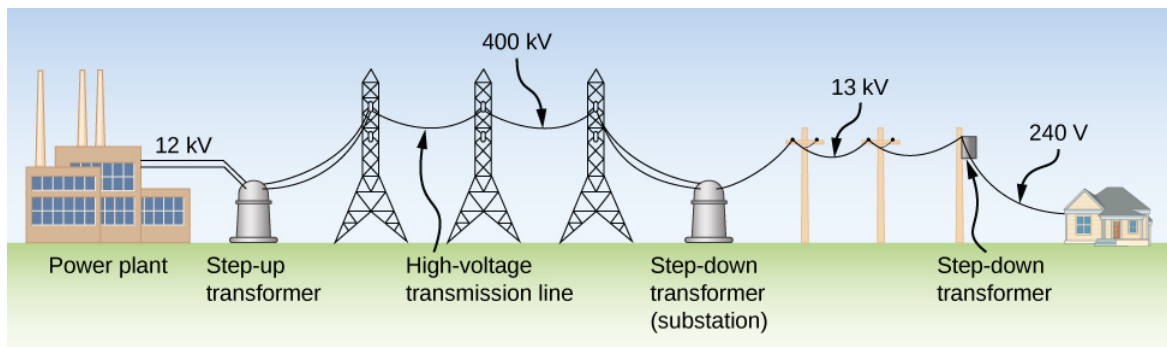 400 kV
13 kV
12 kV
240 V
Power plant
Step-up
transformer
High-voltage
transmission line
Step-down
transformer
(substation)
Step-down
transformer